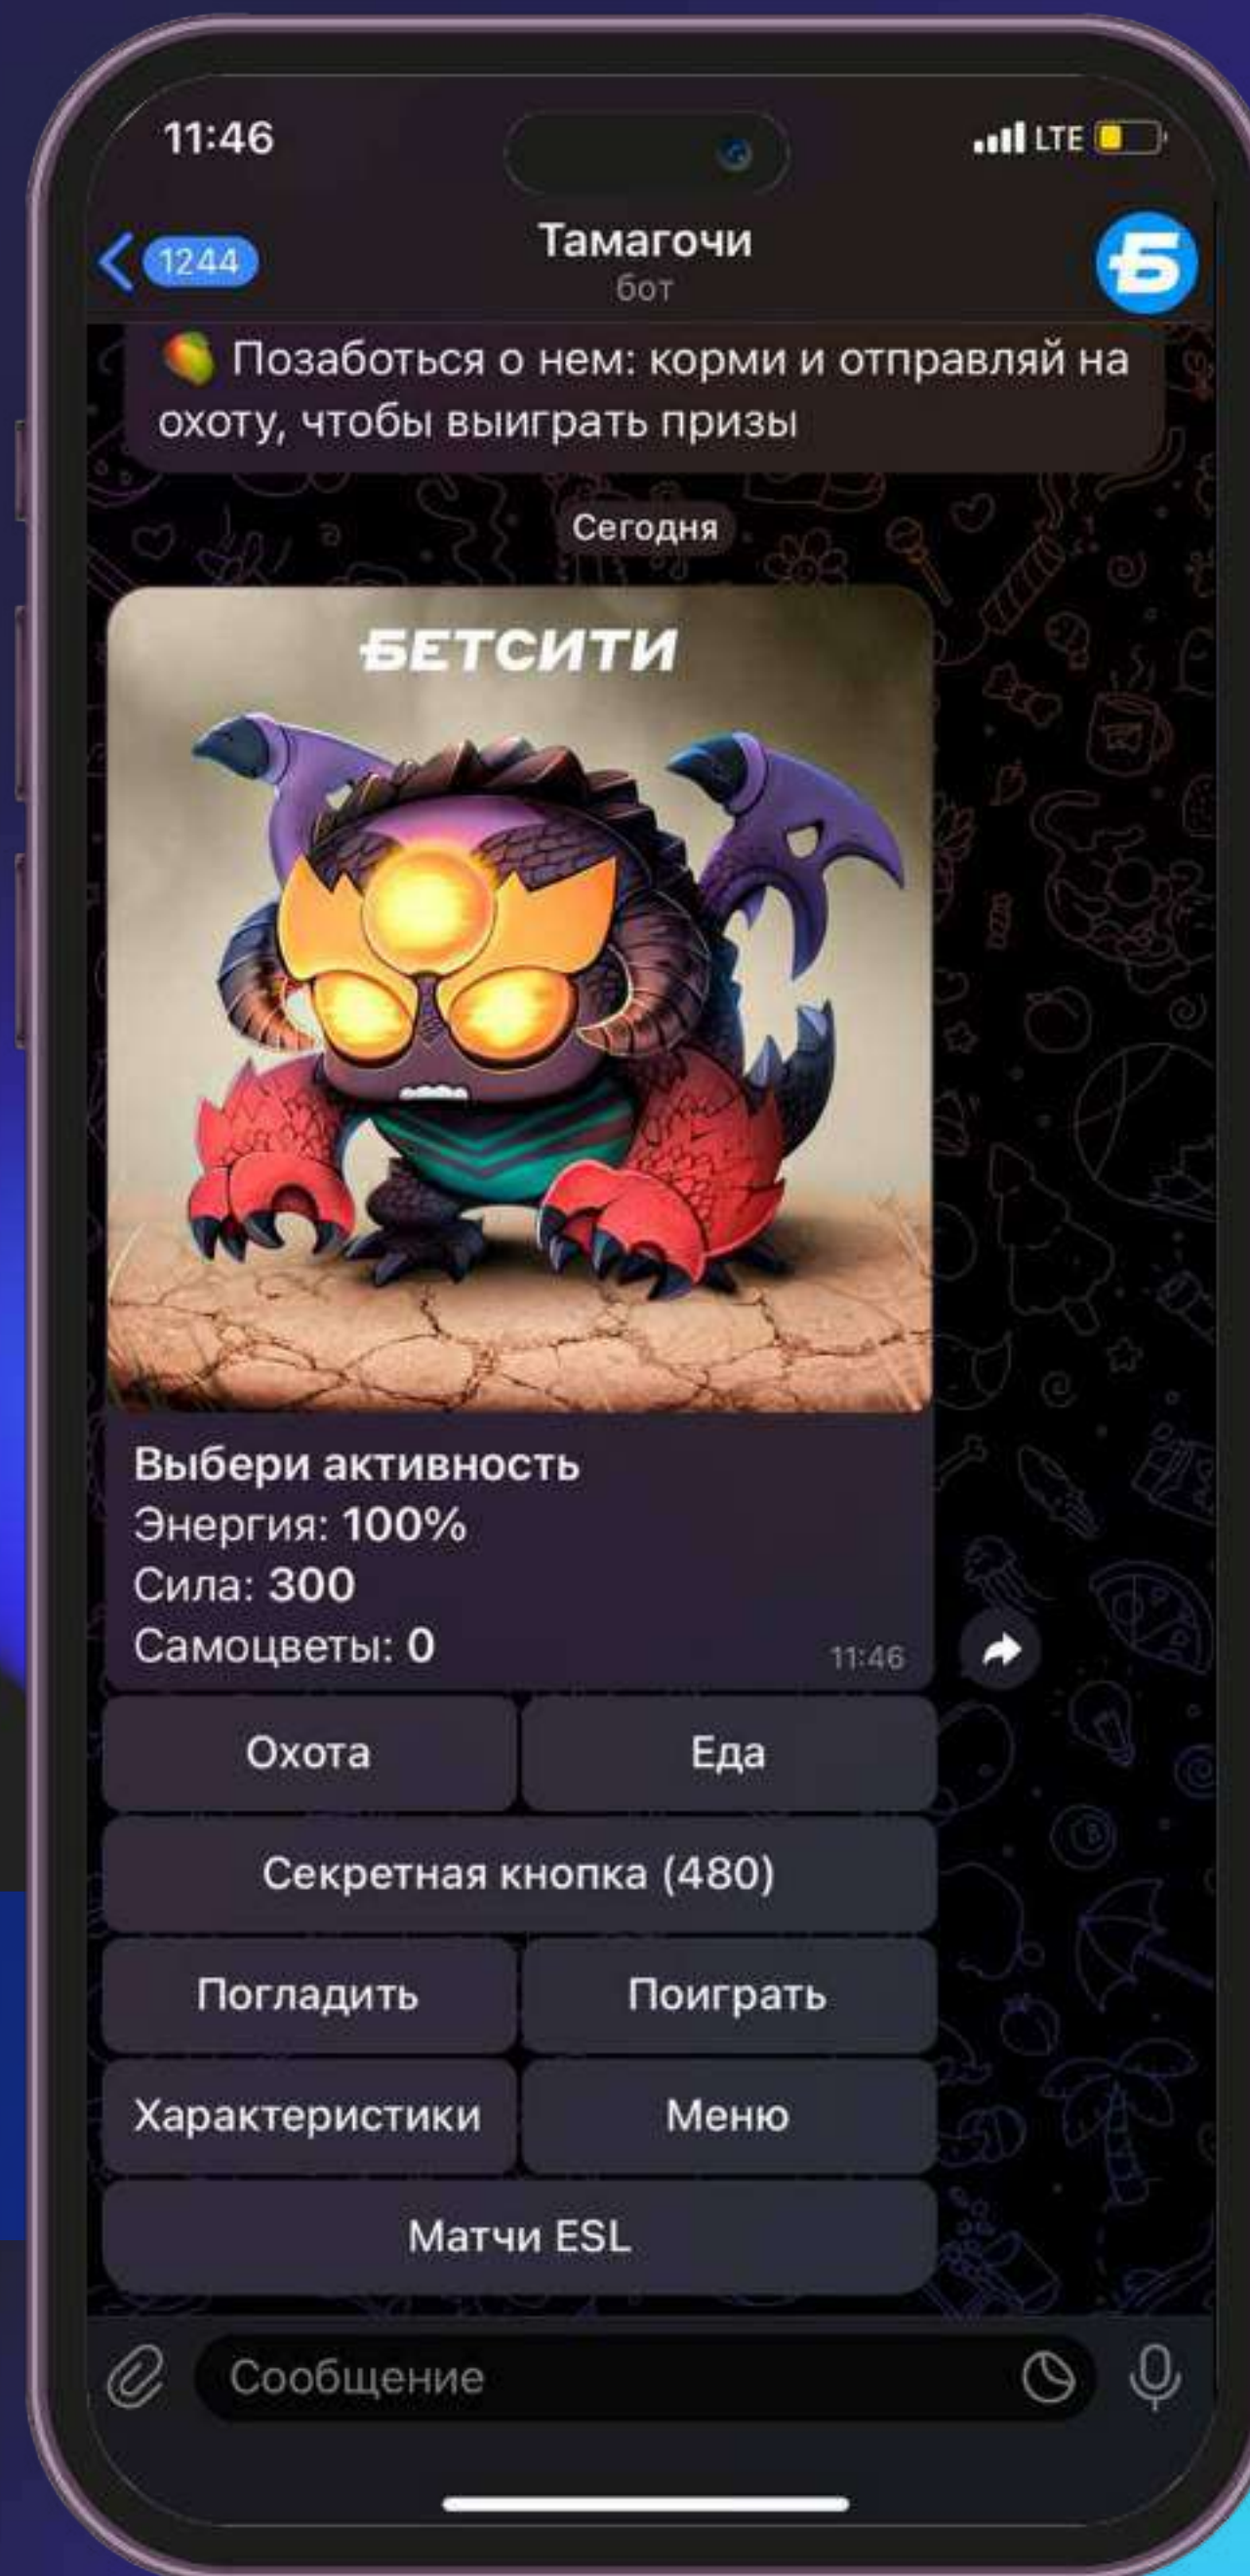 11:46
LTE
1244
Тамагочи
бот
Б
🥭 Позаботься о нем: корми и отправляй на
охоту, чтобы выиграть призы
Сегодня
БЕТСИТИ
Выбери активность
Энергия: 100%
Сила: 300
Самоцветы: 0
11:46
Охота
Еда
Секретная кнопка (480)
Погладить
Поиграть
Характеристики
Меню
Матчи ESL
Сообщение